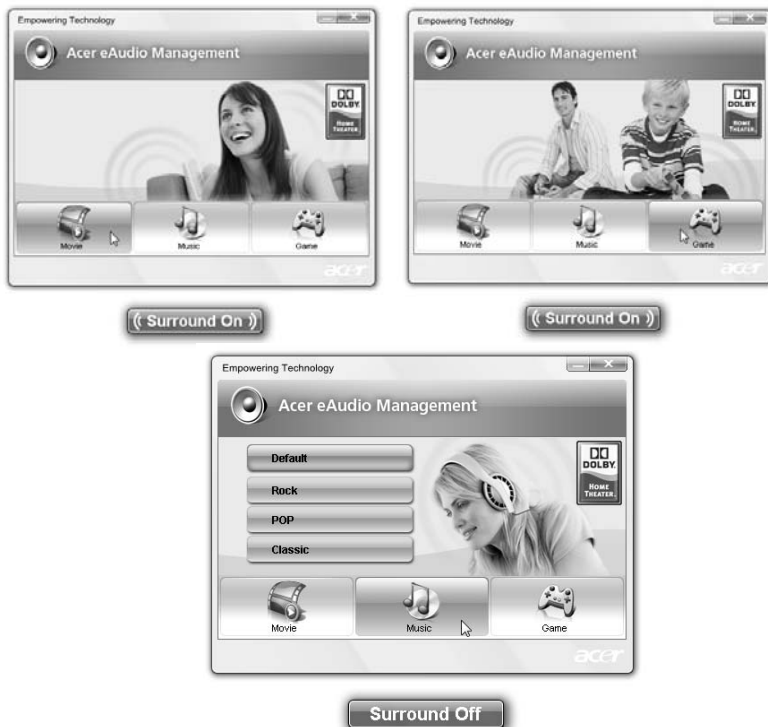 Empowering Technology
Acer eAudio Management
DOLBY
HOME THEATER
Movie
Music
Game
acer
(( Surround On ))
Empowering Technology
Acer eAudio Management
DOLBY
HOME THEATER
Movie
Music
Game
acer
(( Surround On ))
Empowering Technology
Acer eAudio Management
Default
Rock
POP
Classic
DOLBY
HOME THEATER
Movie
Music
Game
acer
Surround Off